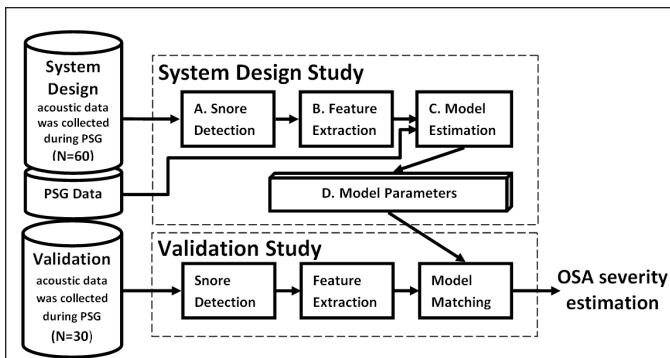 System
Design
acoustic data
was collected
during PSG
(N=60)
PSG Data
System Design Study
A. Snore
Detection
B. Feature
Extraction
C. Model
Estimation
D. Model Parameters
Validation
acoustic data
was collected
during PSG
(N=30)
Validation Study
Snore
Detection
Feature
Extraction
Model
Matching
OSA severity
estimation